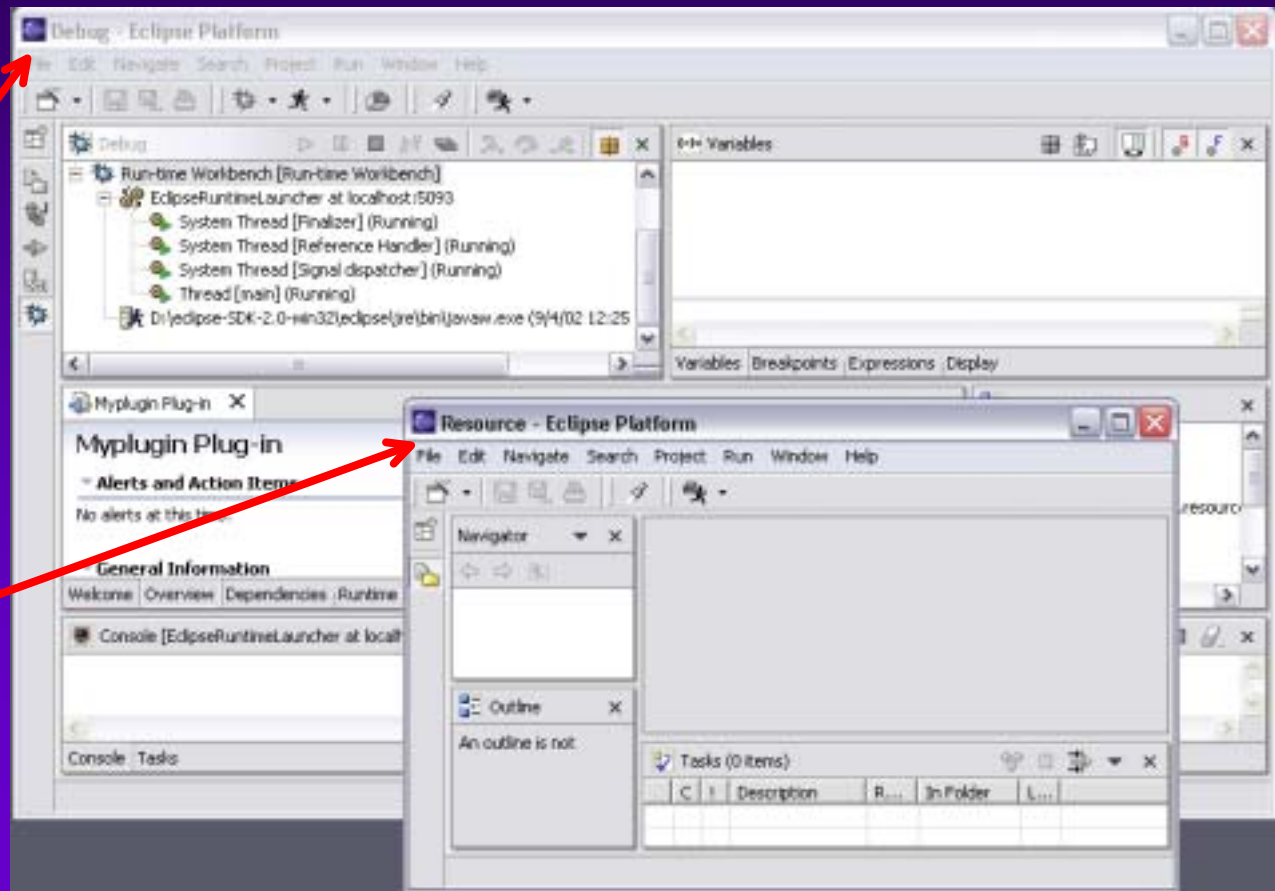 Debug - Eclipse Platform
File Edit Navigate Search Project Run Window Help
Debug
Run-time Workbench [Run-time Workbench]
EclipseRuntimeLauncher at localhost:5093
System Thread [Finalizer] (Running)
System Thread [Reference Handler] (Running)
System Thread [Signal dispatcher] (Running)
Thread [main] (Running)
D:\eclipse-SDK-2.0-win32\eclipse\jre\bin\javaw.exe (9/4/02 12:25
(x)= Variables
Variables Breakpoints Expressions Display
Myplugin Plug-in
Myplugin Plug-in
Alerts and Action Items
No alerts at this time.
General Information
Welcome Overview Dependencies Runtime
.resourc
Console [EclipseRuntimeLauncher at localh
Console Tasks
Resource - Eclipse Platform
File Edit Navigate Search Project Run Window Help
Navigator
Outline
An outline is not
Tasks (0 items)
C ! Description R... In Folder L...